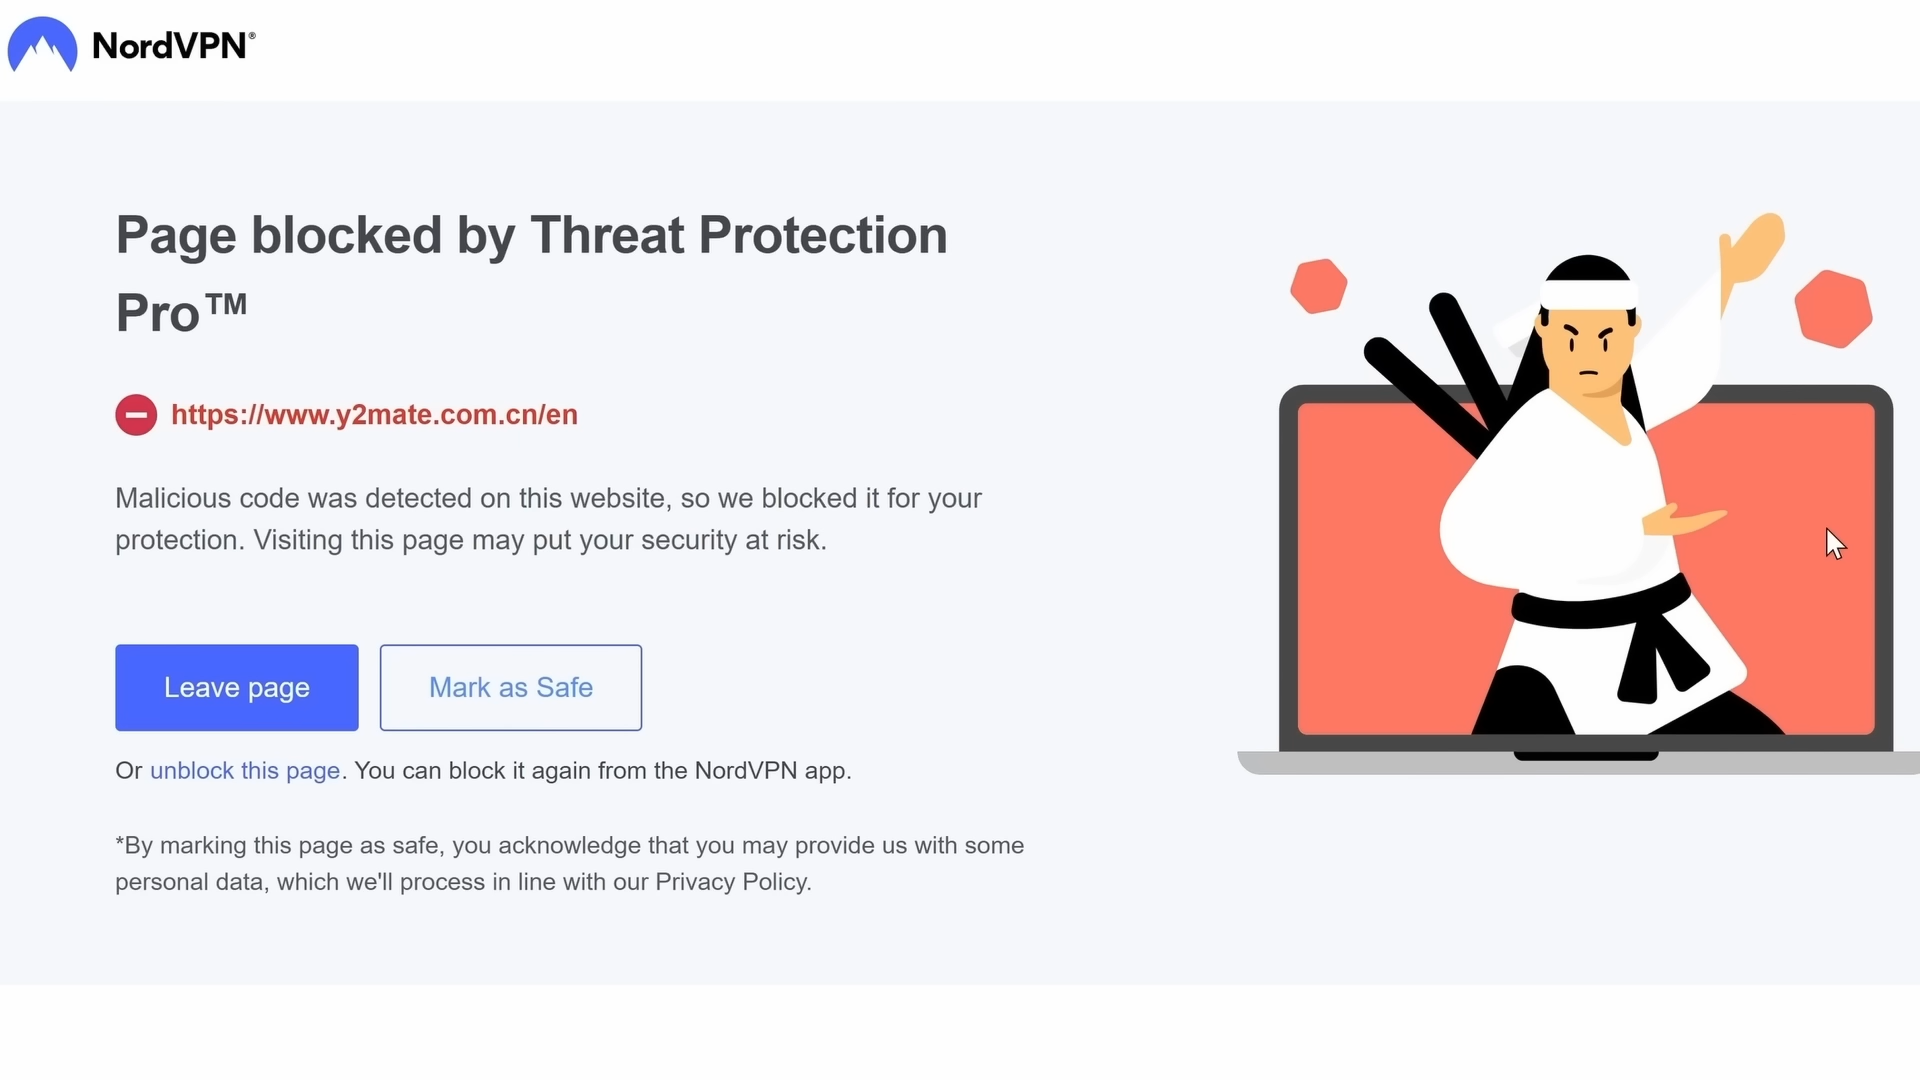 NordVPN®
Page blocked by Threat Protection
Pro™
https://www.y2mate.com.cn/en
Malicious code was detected on this website, so we blocked it for your
protection. Visiting this page may put your security at risk.
Leave page
Mark as Safe
Or unblock this page. You can block it again from the NordVPN app.
*By marking this page as safe, you acknowledge that you may provide us with some
personal data, which we'll process in line with our Privacy Policy.